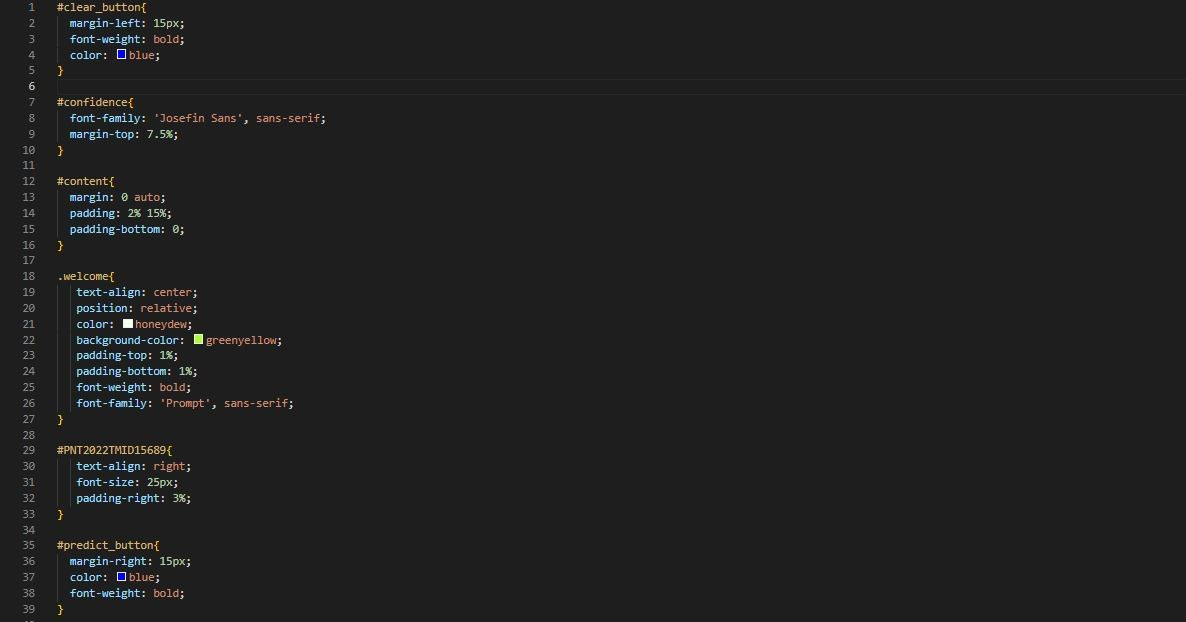 1 #clear_button{
2 margin-left: 15px;
3 font-weight: bold;
4 color: blue;
5 }
6
7 #confidence{
8 font-family: 'Josefin Sans', sans-serif;
9 margin-top: 7.5%;
10 }
11
12 #content{
13 margin: 0 auto;
14 padding: 2% 15%;
15 padding-bottom: 0;
16 }
17
18 .welcome{
19 text-align: center;
20 position: relative;
21 color: honeydew;
22 background-color: greenyellow;
23 padding-top: 1%;
24 padding-bottom: 1%;
25 font-weight: bold;
26 font-family: 'Prompt', sans-serif;
27 }
28
29 #PNT2022TMID15689{
30 text-align: right;
31 font-size: 25px;
32 padding-right: 3%;
33 }
34
35 #predict_button{
36 margin-right: 15px;
37 color: blue;
38 font-weight: bold;
39 }